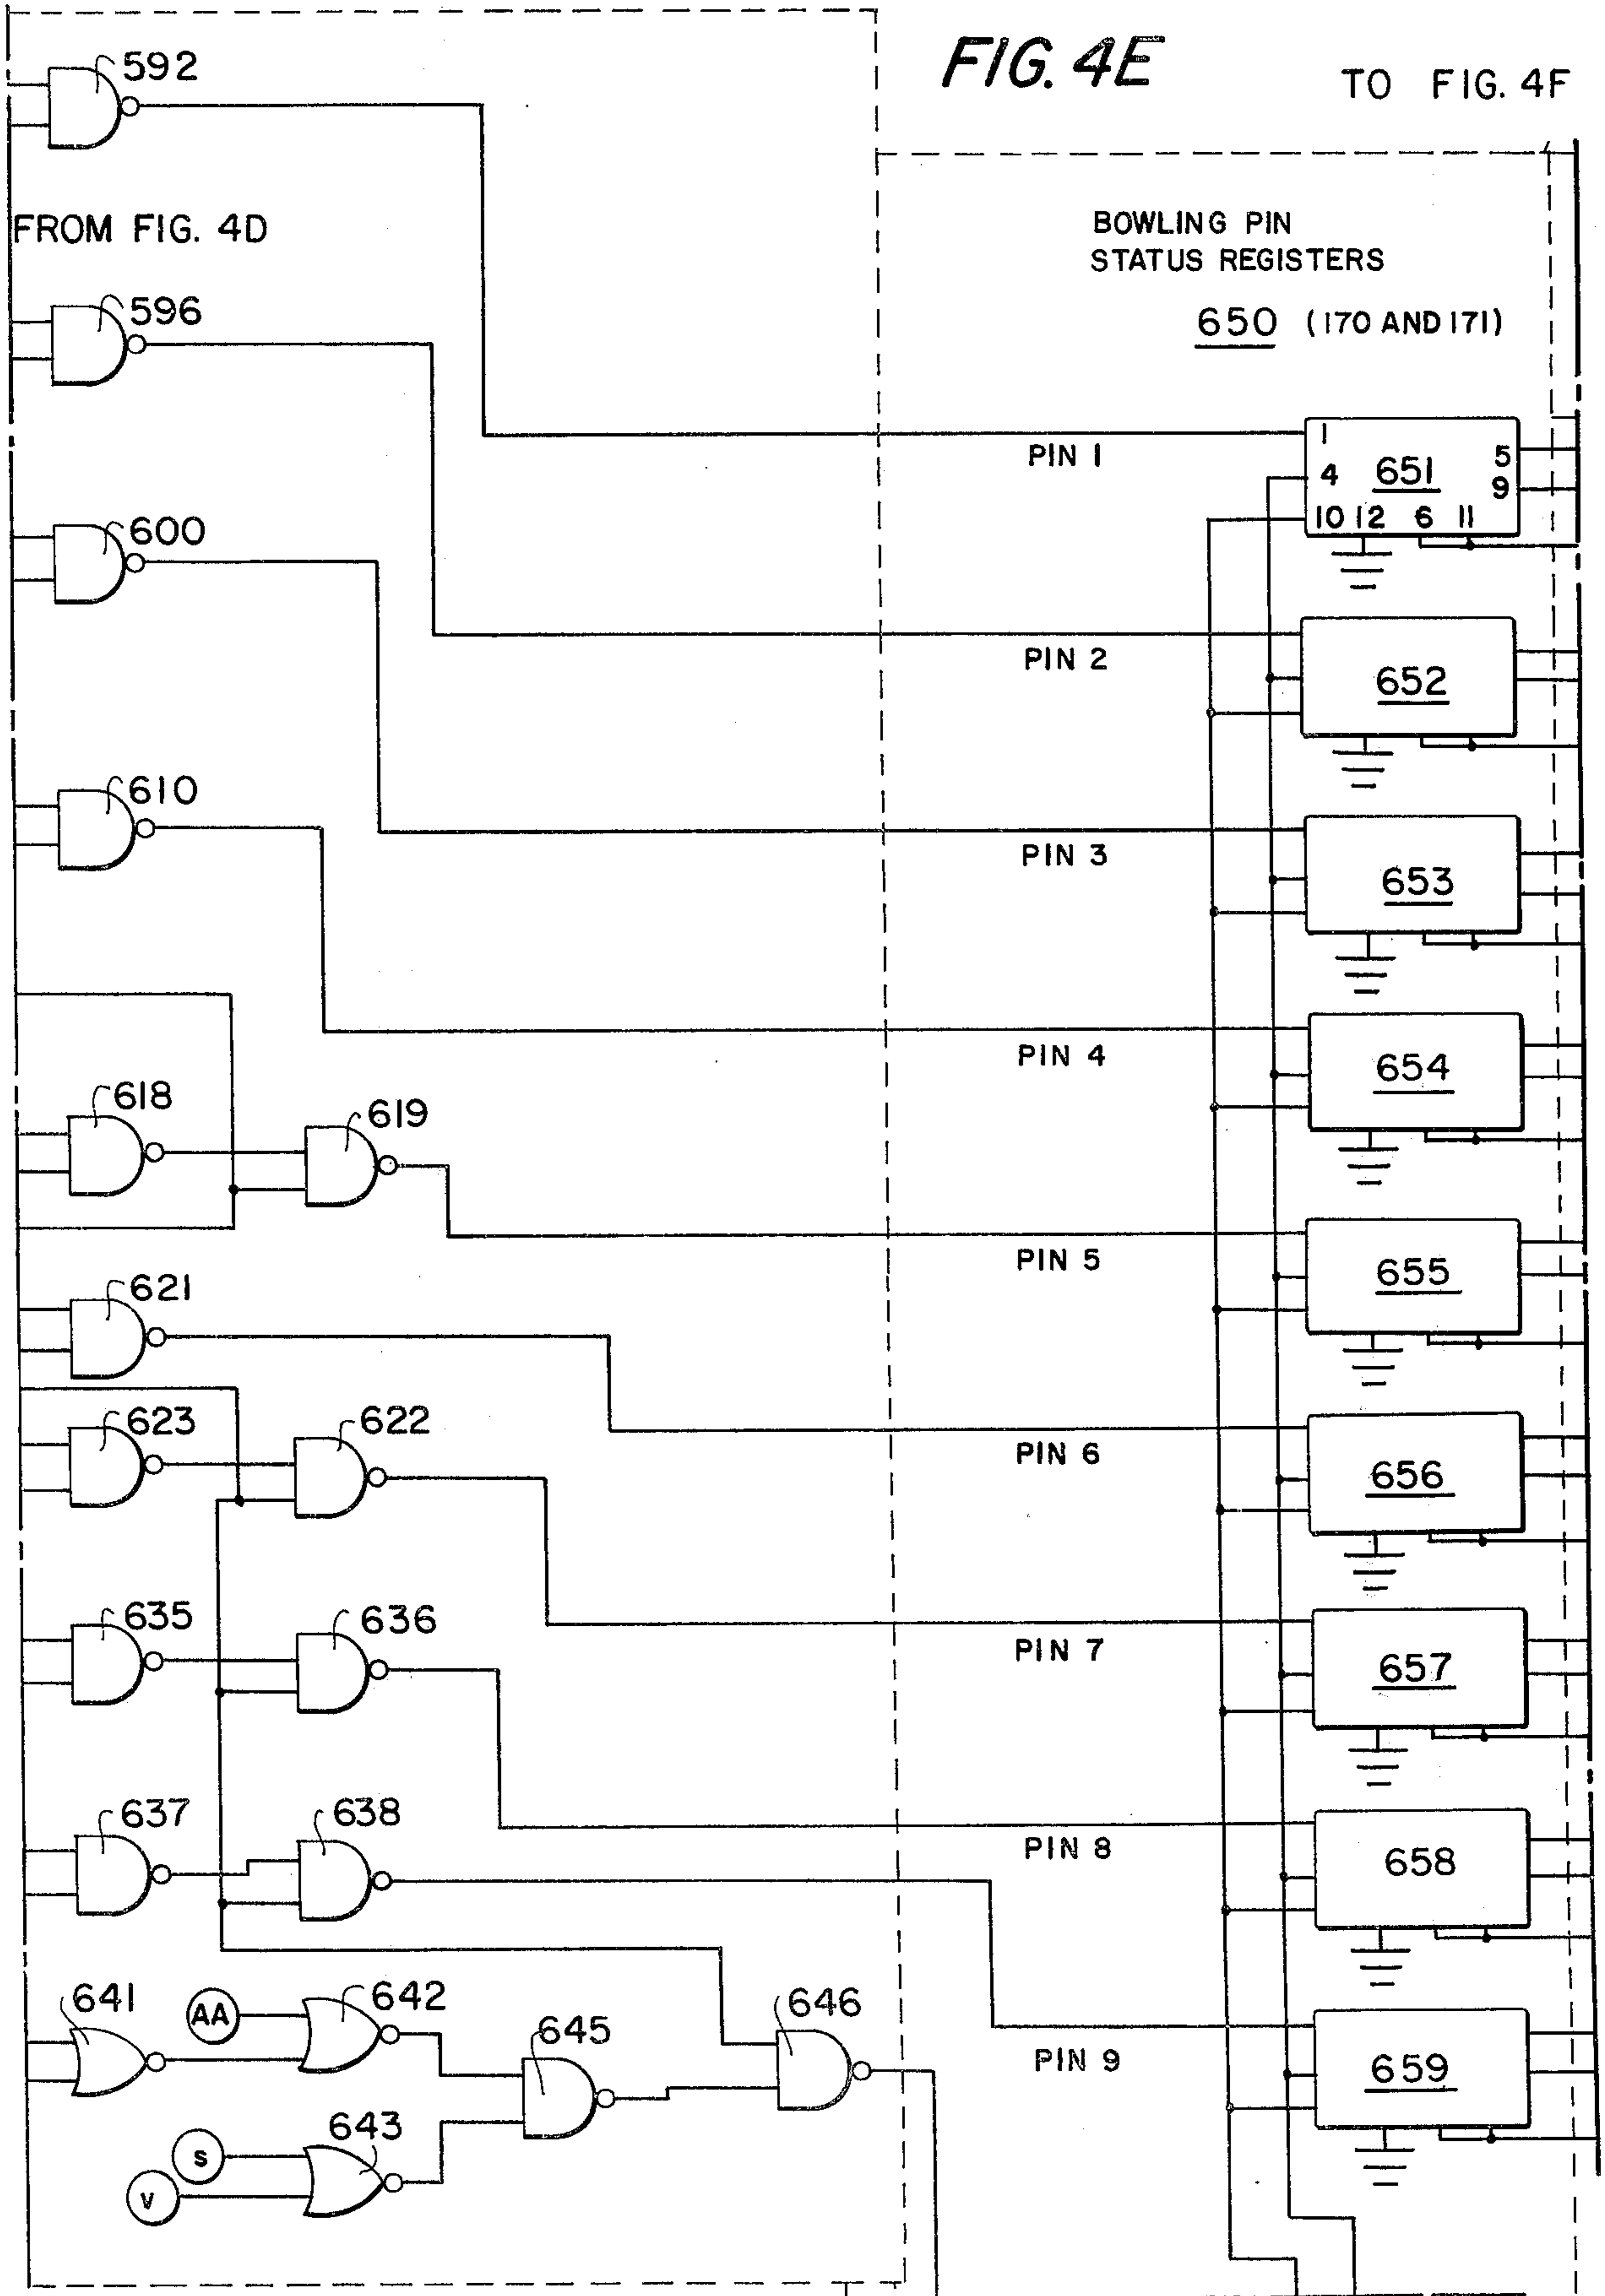 FIG. 4E
TO FIG. 4F
592
FROM FIG. 4D
BOWLING PIN
STATUS REGISTERS
650 (170 AND 171)
596
PIN 1
1
4
651
5
9
10 12 6 11
600
PIN 2
652
610
PIN 3
653
PIN 4
654
618
619
PIN 5
655
621
PIN 6
656
623
622
PIN 7
657
635
636
PIN 8
658
637
638
PIN 9
659
641
AA
642
645
646
643
S
V